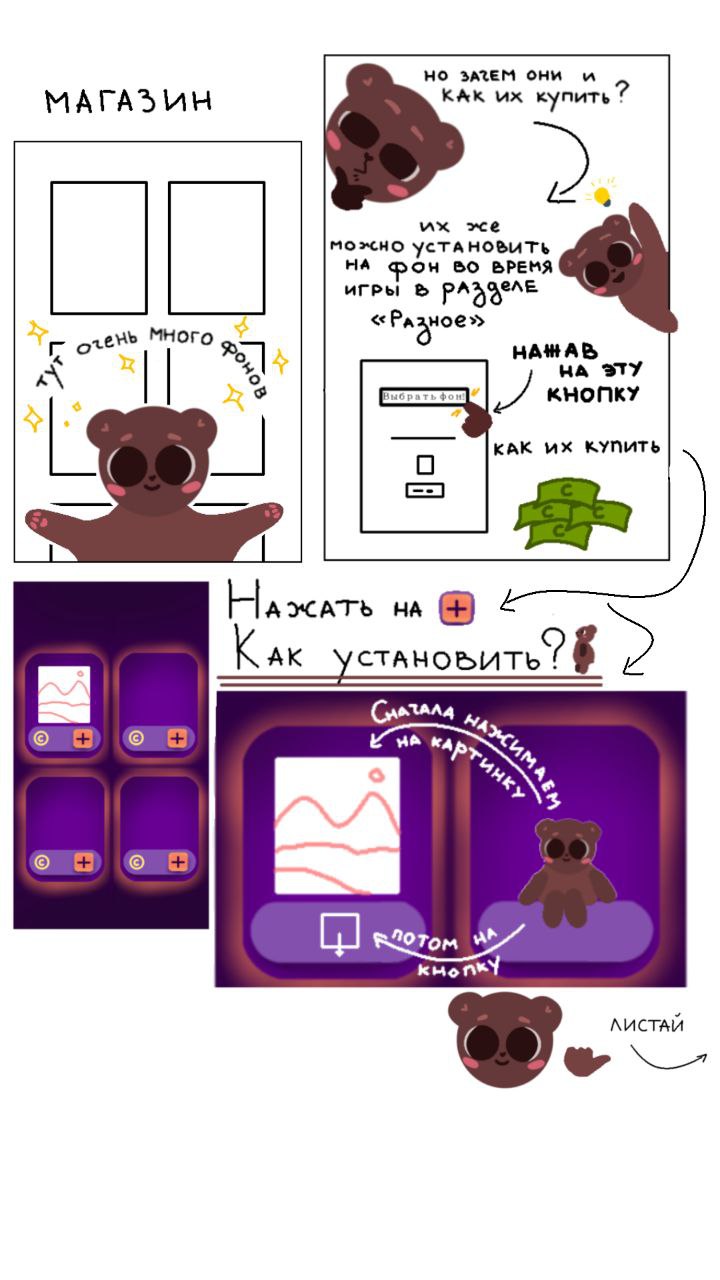 МАГАЗИН
тут очень много фонов
НО ЗАЧЕМ ОНИ И
КАК ИХ КУПИТЬ?
ИХ ЖЕ
МОЖНО УСТАНОВИТЬ
НА ФОН ВО ВРЕМЯ
ИГРЫ В РАЗДЕЛЕ
«Разное»
НАЖАВ
НА ЭТУ
КНОПКУ
Выбрать фон!
КАК ИХ КУПИТЬ
C
C
C
C
Нажать на +
Как установить?
© +
© +
© +
© +
Сначала нажимаем
на картинку
потом на
кнопку
ЛИСТАЙ